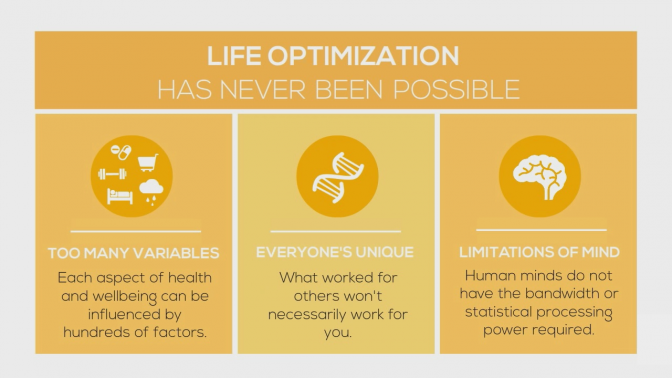 LIFE OPTIMIZATION
HAS NEVER BEEN POSSIBLE
TOO MANY VARIABLES
Each aspect of health
and wellbeing can be
influenced by
hundreds of factors.
EVERYONE'S UNIQUE
What worked for
others won't
necessarily work for
you.
LIMITATIONS OF MIND
Human minds do not
have the bandwidth or
statistical processing
power required.